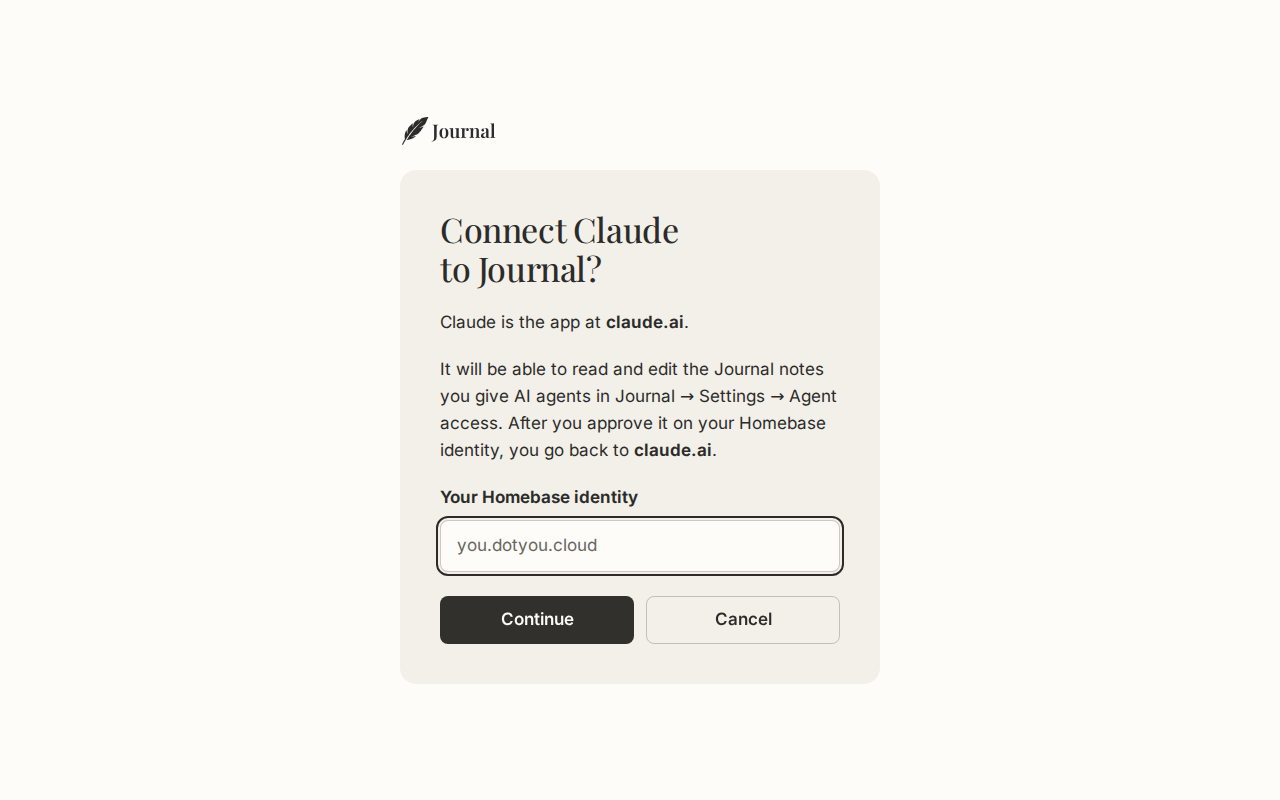 Journal
Connect Claude
to Journal?
Claude is the app at claude.ai.
It will be able to read and edit the Journal notes
you give AI agents in Journal → Settings → Agent
access. After you approve it on your Homebase
identity, you go back to claude.ai.
Your Homebase identity
you.dotyou.cloud
Continue
Cancel